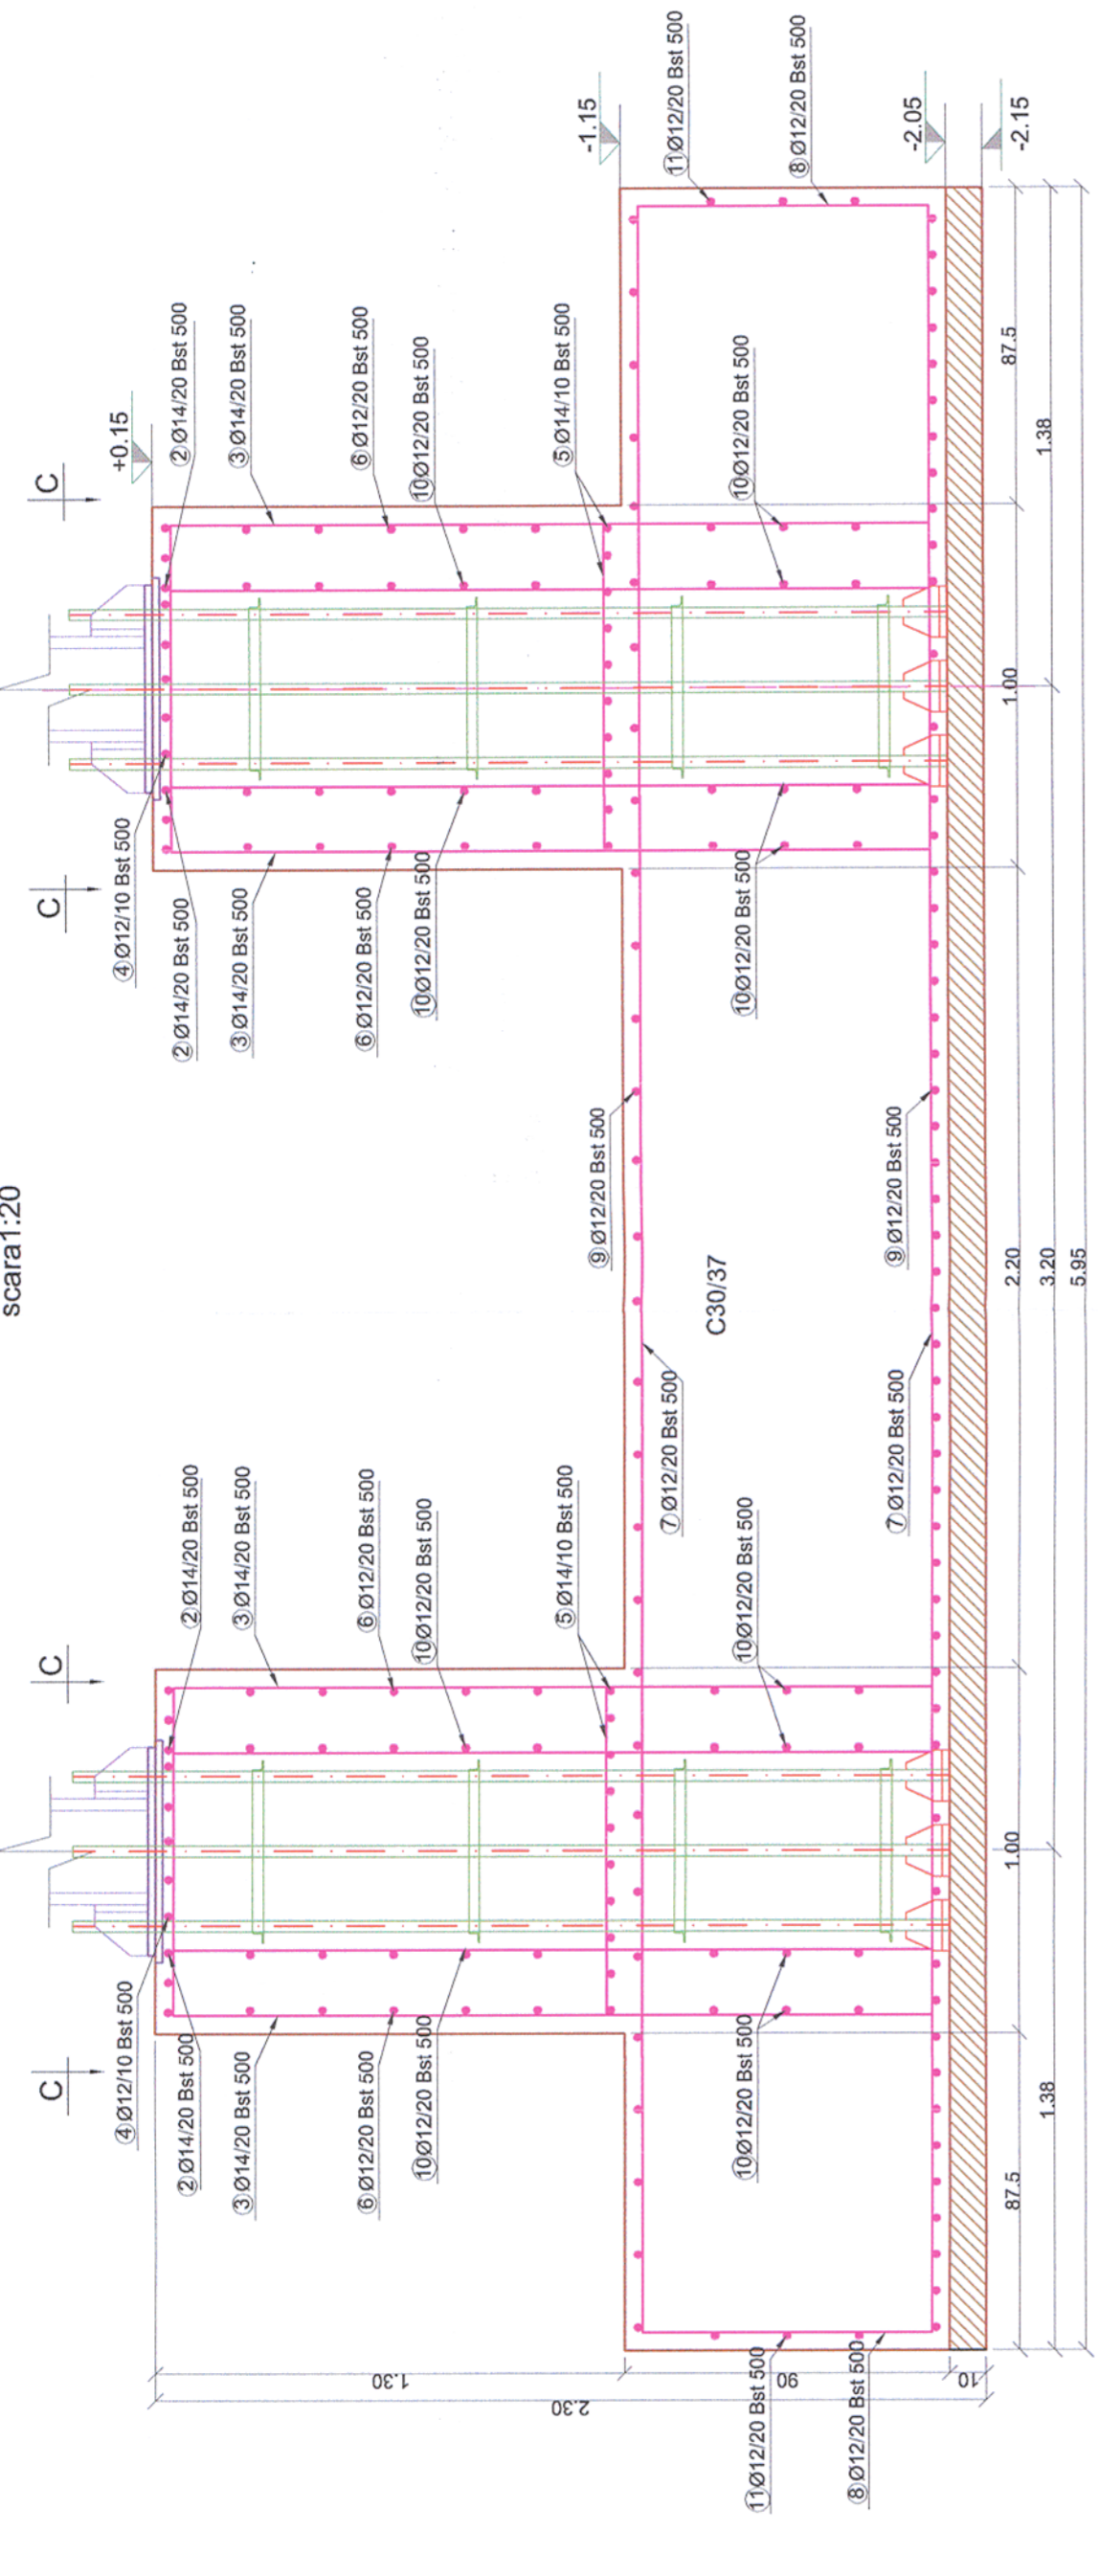 scara1:20
C
C
C
C
+0.15
-1.15
-2.05
-2.15
④Ø12/10 Bst 500
②Ø14/20 Bst 500
③Ø14/20 Bst 500
⑥Ø12/20 Bst 500
⑩Ø12/20 Bst 500
⑩Ø12/20 Bst 500
②Ø14/20 Bst 500
③Ø14/20 Bst 500
⑥Ø12/20 Bst 500
⑩Ø12/20 Bst 500
⑤Ø14/10 Bst 500
⑩Ø12/20 Bst 500
⑦Ø12/20 Bst 500
⑦Ø12/20 Bst 500
C30/37
⑨Ø12/20 Bst 500
⑨Ø12/20 Bst 500
④Ø12/10 Bst 500
②Ø14/20 Bst 500
③Ø14/20 Bst 500
⑥Ø12/20 Bst 500
⑩Ø12/20 Bst 500
⑩Ø12/20 Bst 500
②Ø14/20 Bst 500
③Ø14/20 Bst 500
⑥Ø12/20 Bst 500
⑩Ø12/20 Bst 500
⑤Ø14/10 Bst 500
⑩Ø12/20 Bst 500
⑪Ø12/20 Bst 500
⑧Ø12/20 Bst 500
⑪Ø12/20 Bst 500
⑧Ø12/20 Bst 500
1.30
2.30
90
10
87.5
1.00
2.20
1.00
87.5
1.38
3.20
1.38
5.95